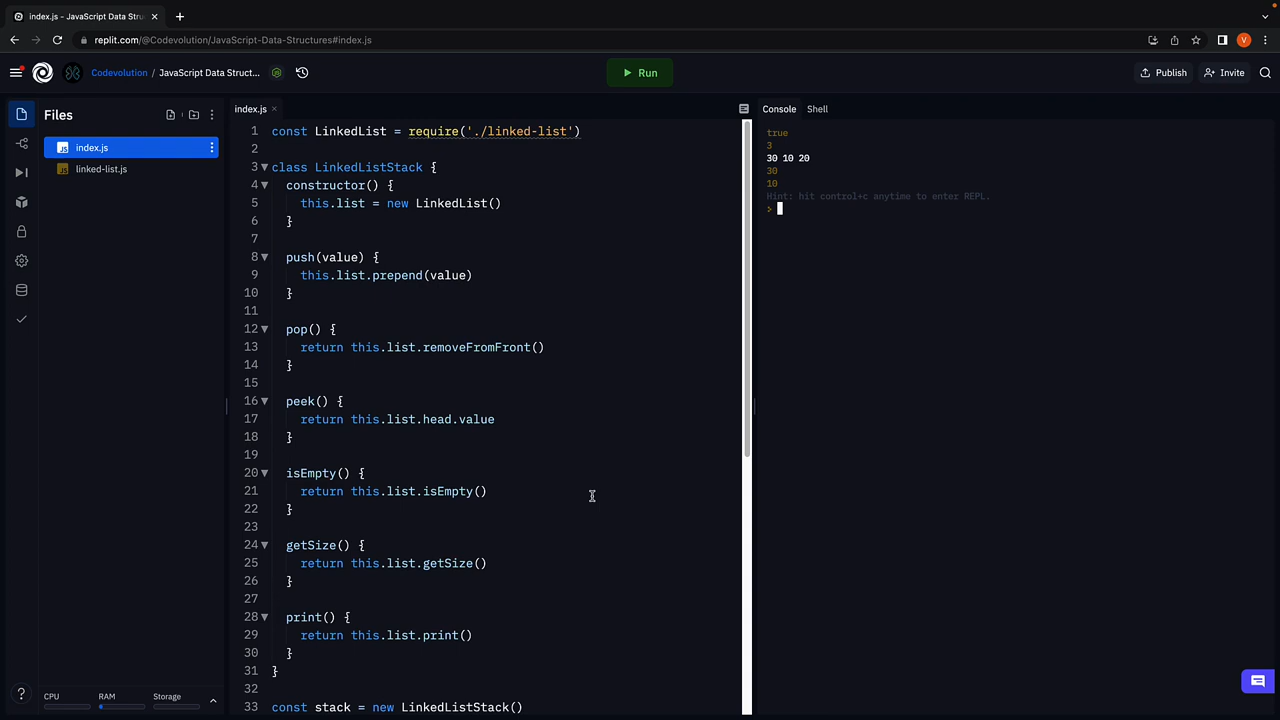 index.js - JavaScript Data Stru
replit.com/@Codevolution/JavaScript-Data-Structures#index.js
Codevolution / JavaScript Data Struct...
Run
Publish
Invite
V
Files
index.js
linked-list.js
index.js
1 const LinkedList = require('./linked-list')
2
3 class LinkedListStack {
4 constructor() {
5 this.list = new LinkedList()
6 }
7
8 push(value) {
9 this.list.prepend(value)
10 }
11
12 pop() {
13 return this.list.removeFromFront()
14 }
15
16 peek() {
17 return this.list.head.value
18 }
19
20 isEmpty() {
21 return this.list.isEmpty()
22 }
23
24 getSize() {
25 return this.list.getSize()
26 }
27
28 print() {
29 return this.list.print()
30 }
31 }
32
33 const stack = new LinkedListStack()
Console Shell
true
3
30 10 20
30
10
Hint: hit control+c anytime to enter REPL.
>
CPU RAM Storage